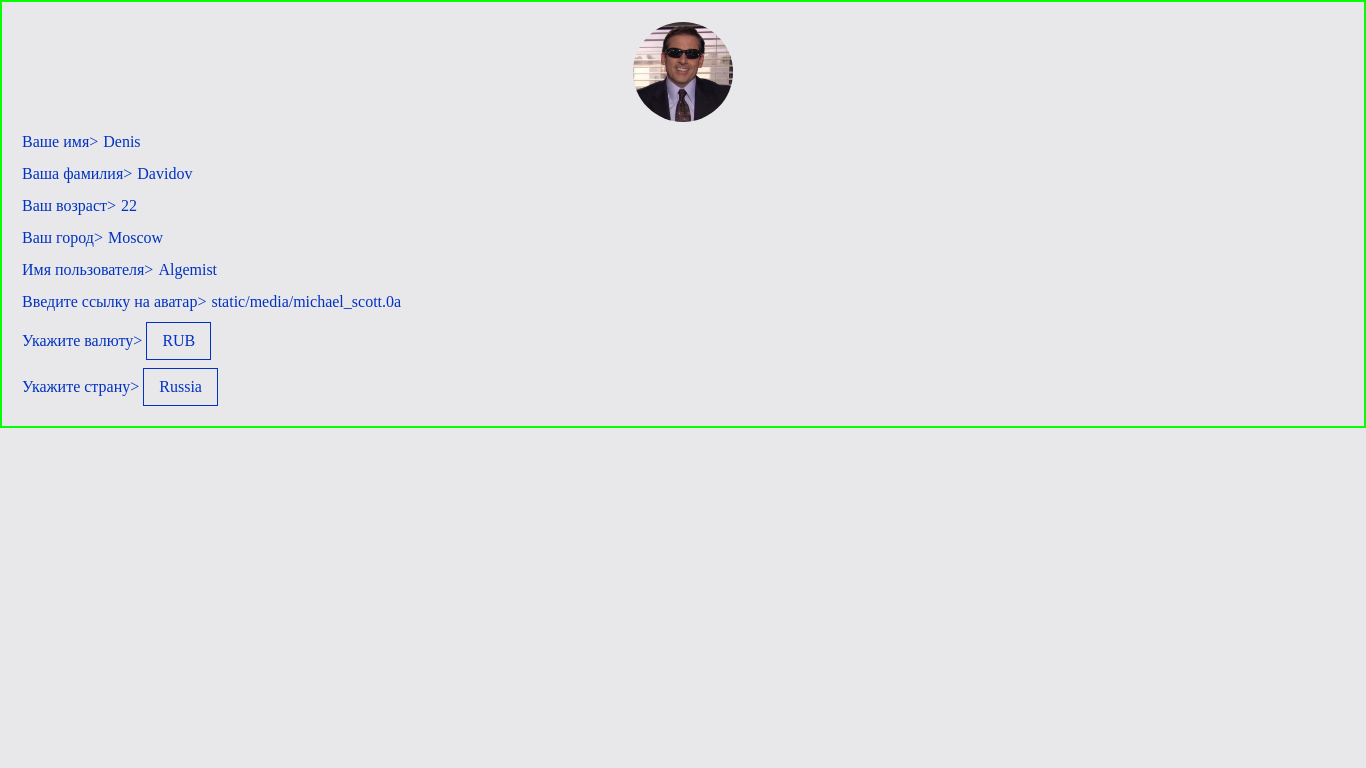 Ваше имя> Denis
Ваша фамилия> Davidov
Ваш возраст> 22
Ваш город> Moscow
Имя пользователя> Algemist
Введите ссылку на аватар> static/media/michael_scott.0a
Укажите валюту> RUB
Укажите страну> Russia